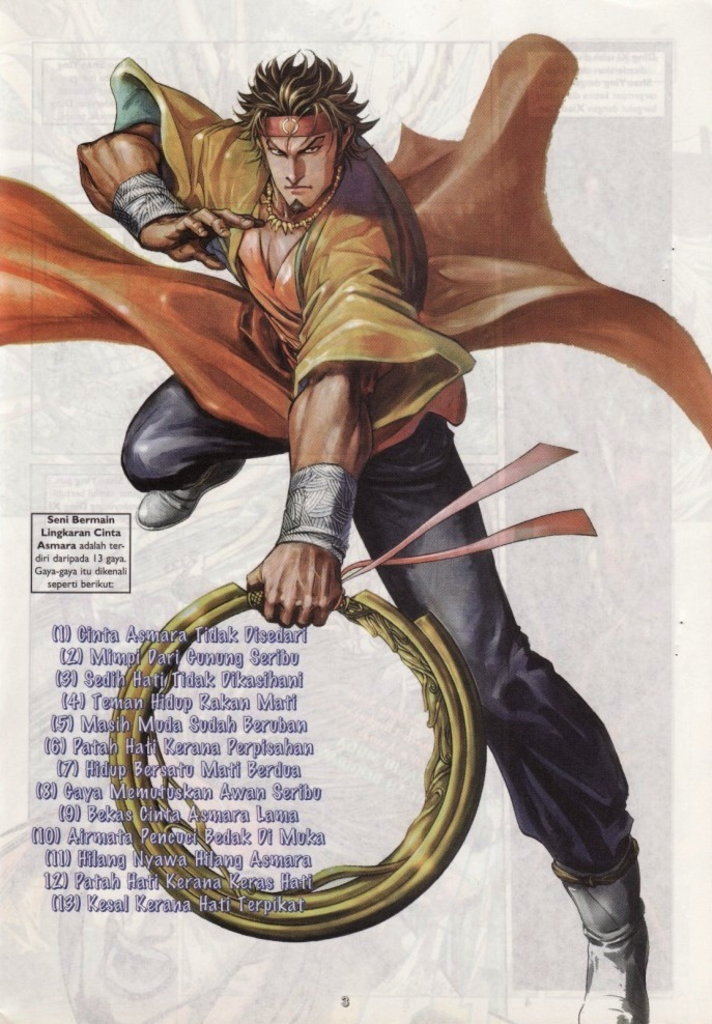 Seni Bermain
Lingkaran Cinta
Asmara adalah ter-
diri daripada 13 gaya.
Gaya-gaya itu dikenali
seperti berikut:
(1) Cinta Asmara Tidak Disedari
(2) Mimpi Dari Gunung Seribu
(3) Sedih Hati Tidak Dikasihani
(4) Teman Hidup Rakan Mati
(5) Masih Muda Sudah Beruban
(6) Patah Hati Kerana Perpisahan
(7) Hidup Bersatu Mati Berdua
(8) Gaya Memutuskan Awan Seribu
(9) Bekas Cinta Asmara Lama
(10) Airmata Pencuci Bedak Di Muka
(11) Hilang Nyawa Hilang Asmara
12) Patah Hati Kerana Keras Hati
(13) Kesal Kerana Hati Terpikat
3